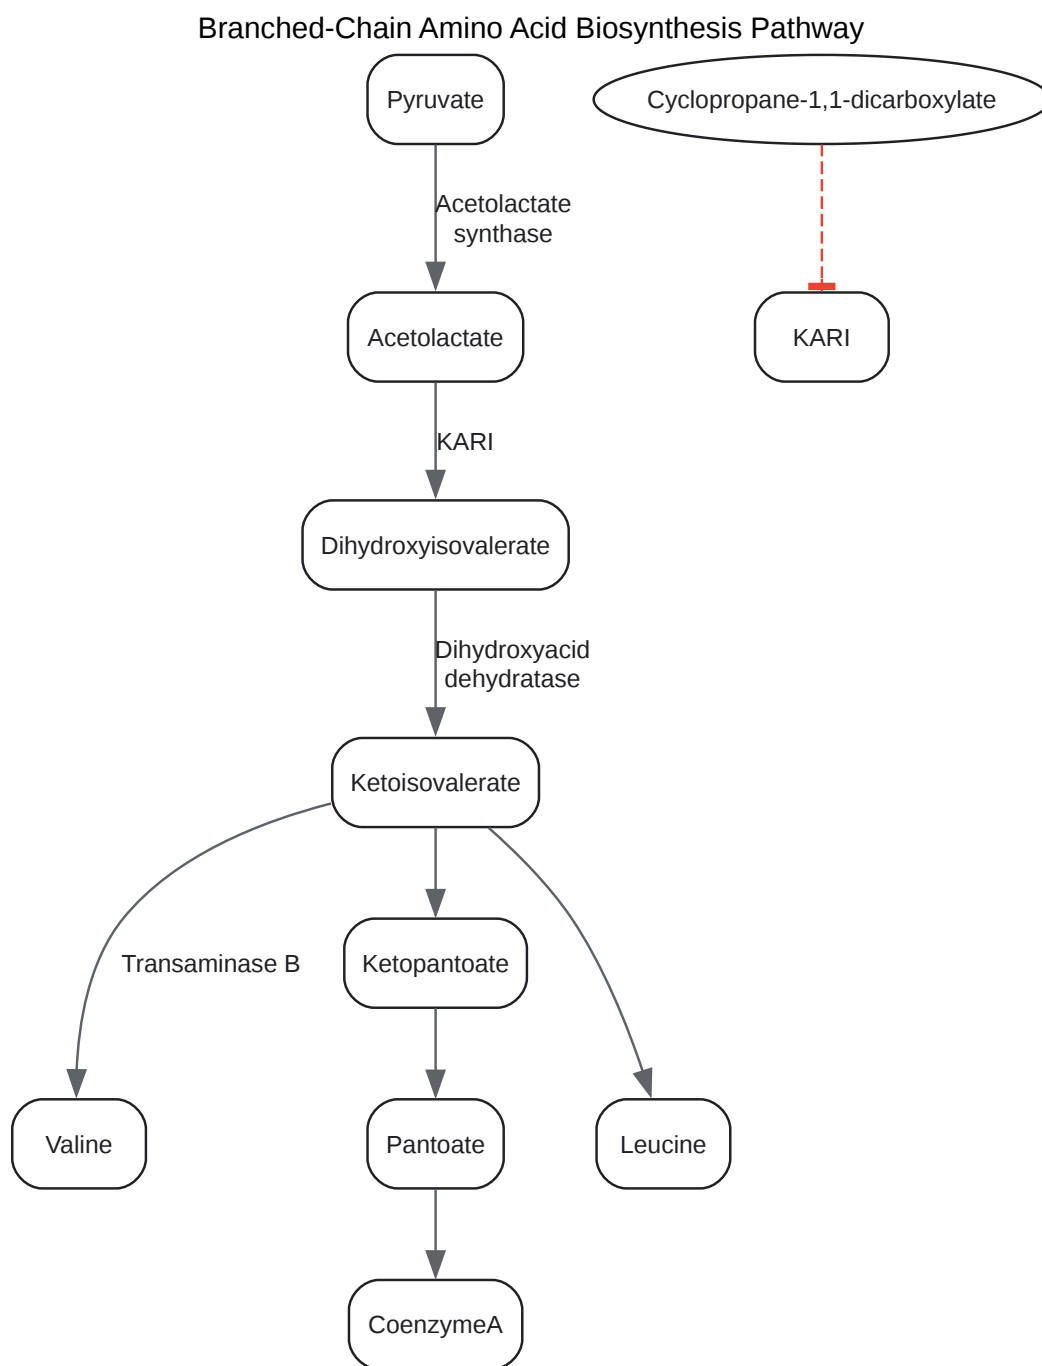 Branched-Chain Amino Acid Biosynthesis Pathway
Pyruvate
Cyclopropane-1,1-dicarboxylate
Acetolactate
synthase
Acetolactate
KARI
KARI
Dihydroxyisovalerate
Dihydroxyacid
dehydratase
Ketoisovalerate
Transaminase B
Ketopantoate
Valine
Pantoate
Leucine
CoenzymeA